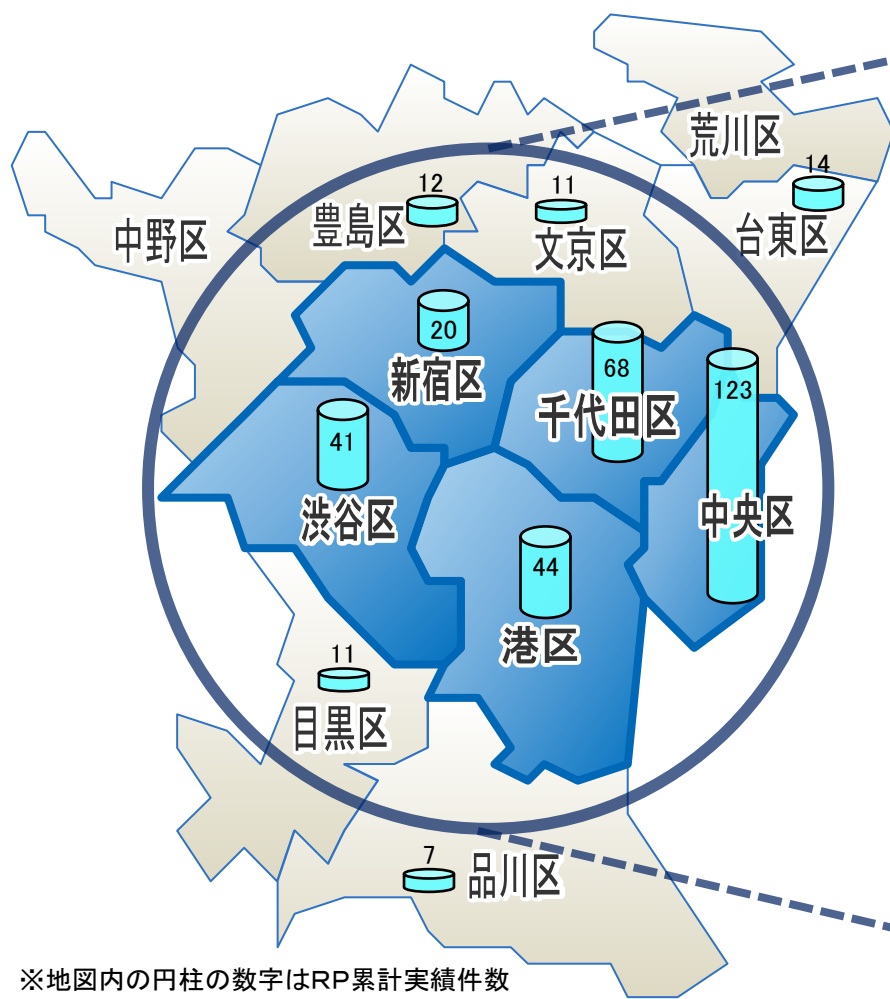 荒川区
14
台東区
12
豊島区
11
文京区
中野区
20
新宿区
68
千代田区
123
中央区
41
渋谷区
44
港区
11
目黒区
7
品川区
※地図内の円柱の数字はRP累計実績件数